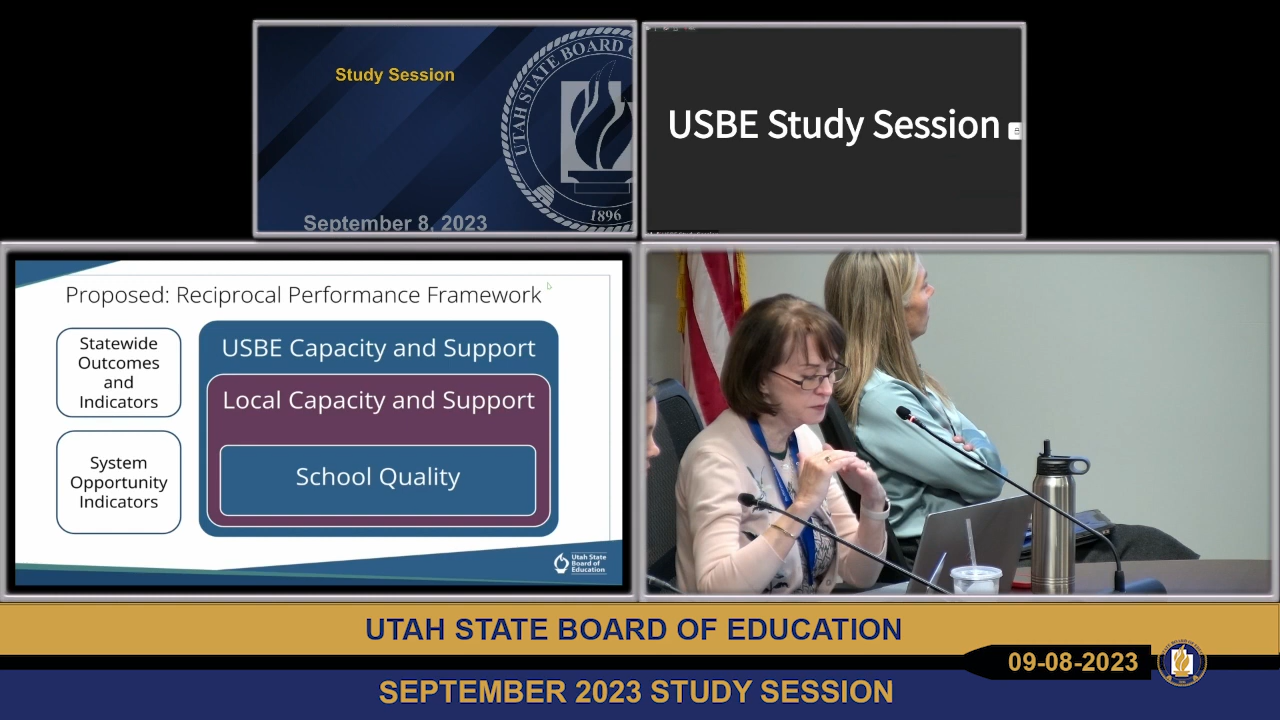 Study Session
UTAH STATE BOARD O
1896
September 8, 2023
USBE Study Session
Proposed: Reciprocal Performance Framework
Statewide
Outcomes
and
Indicators
System
Opportunity
Indicators
USBE Capacity and Support
Local Capacity and Support
School Quality
Utah State
Board of
Education
UTAH STATE BOARD OF EDUCATION
09-08-2023
SEPTEMBER 2023 STUDY SESSION